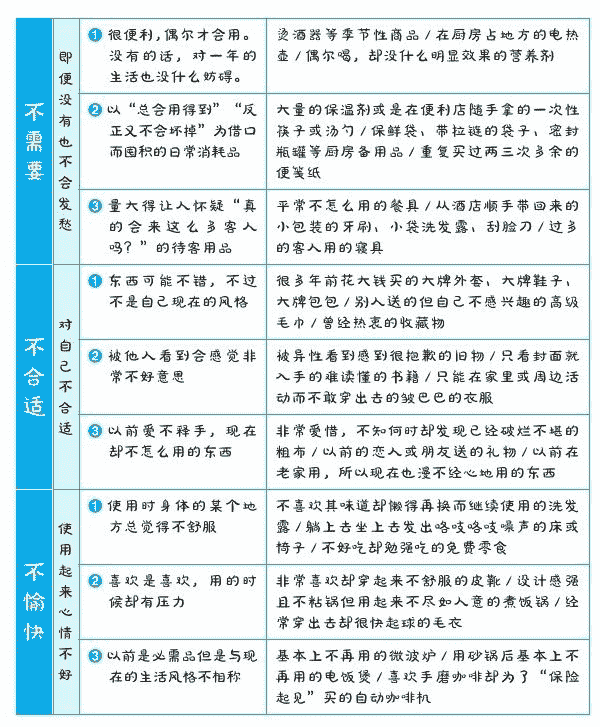 不需要
即便没有也不会发愁
1 很便利,偶尔才会用。
没有的话，对一年的
生活也没什么妨碍。
烫酒器等季节性商品/在厨房占地方的电热
壶/偶尔喝，却没什么明显效果的营养剂
2 以“总会用得到”“反
正又不会坏掉”为借口
而囤积的日常消耗品
大量的保温剂或是在便利店随手拿的一次性
筷子或汤勺/保鲜袋、带拉链的袋子、密封
瓶罐等厨房备用品/重复买过两三次多余的
便笺纸
3 量大得让人怀疑“真
的会来这么多客人
吗？”的待客用品
平常不怎么用的餐具/从酒店顺手带回来的
小包装的牙刷、小袋洗发露、刮脸刀/过多
的客人用的寝具
不合适
对自己不合适
1 东西可能不错，不过
不是自己现在的风格
很多年前花大钱买的大牌外套、大牌鞋子、
大牌包包/别人送的但自己不感兴趣的高级
毛巾/曾经热衷的收藏物
2 被他人看到会感觉非
常不好意思
被异性看到感到很抱歉的旧物/只看封面就
入手的难读懂的书籍/只能在家里或周边活
动而不敢穿出去的皱巴巴的衣服
3 以前爱不释手，现在
却不怎么用的东西
非常爱惜，不知何时却发现已经破烂不堪的
粗布/以前的恋人或朋友送的礼物/以前在
老家用，所以现在也漫不经心地用的东西
不愉快
使用起来心情不好
1 使用时身体的某个地
方总觉得不舒服
不喜欢其味道却懒得再换而继续使用的洗发
露/躺上去坐上去发出咯吱咯吱噪声的床或
椅子/不好吃却勉强吃的免费零食
2 喜欢是喜欢，用的时
候却有压力
非常喜欢却穿起来不舒服的皮靴/设计感强
且不粘锅但用起来不尽如人意的煮饭锅/经
常穿出去却很快起球的毛衣
3 以前是必需品但是与现
在的生活风格不相称
基本上不再用的微波炉/用砂锅后基本上不
再用的电饭煲/喜欢手磨咖啡却为了“保险
起见”买的自动咖啡机